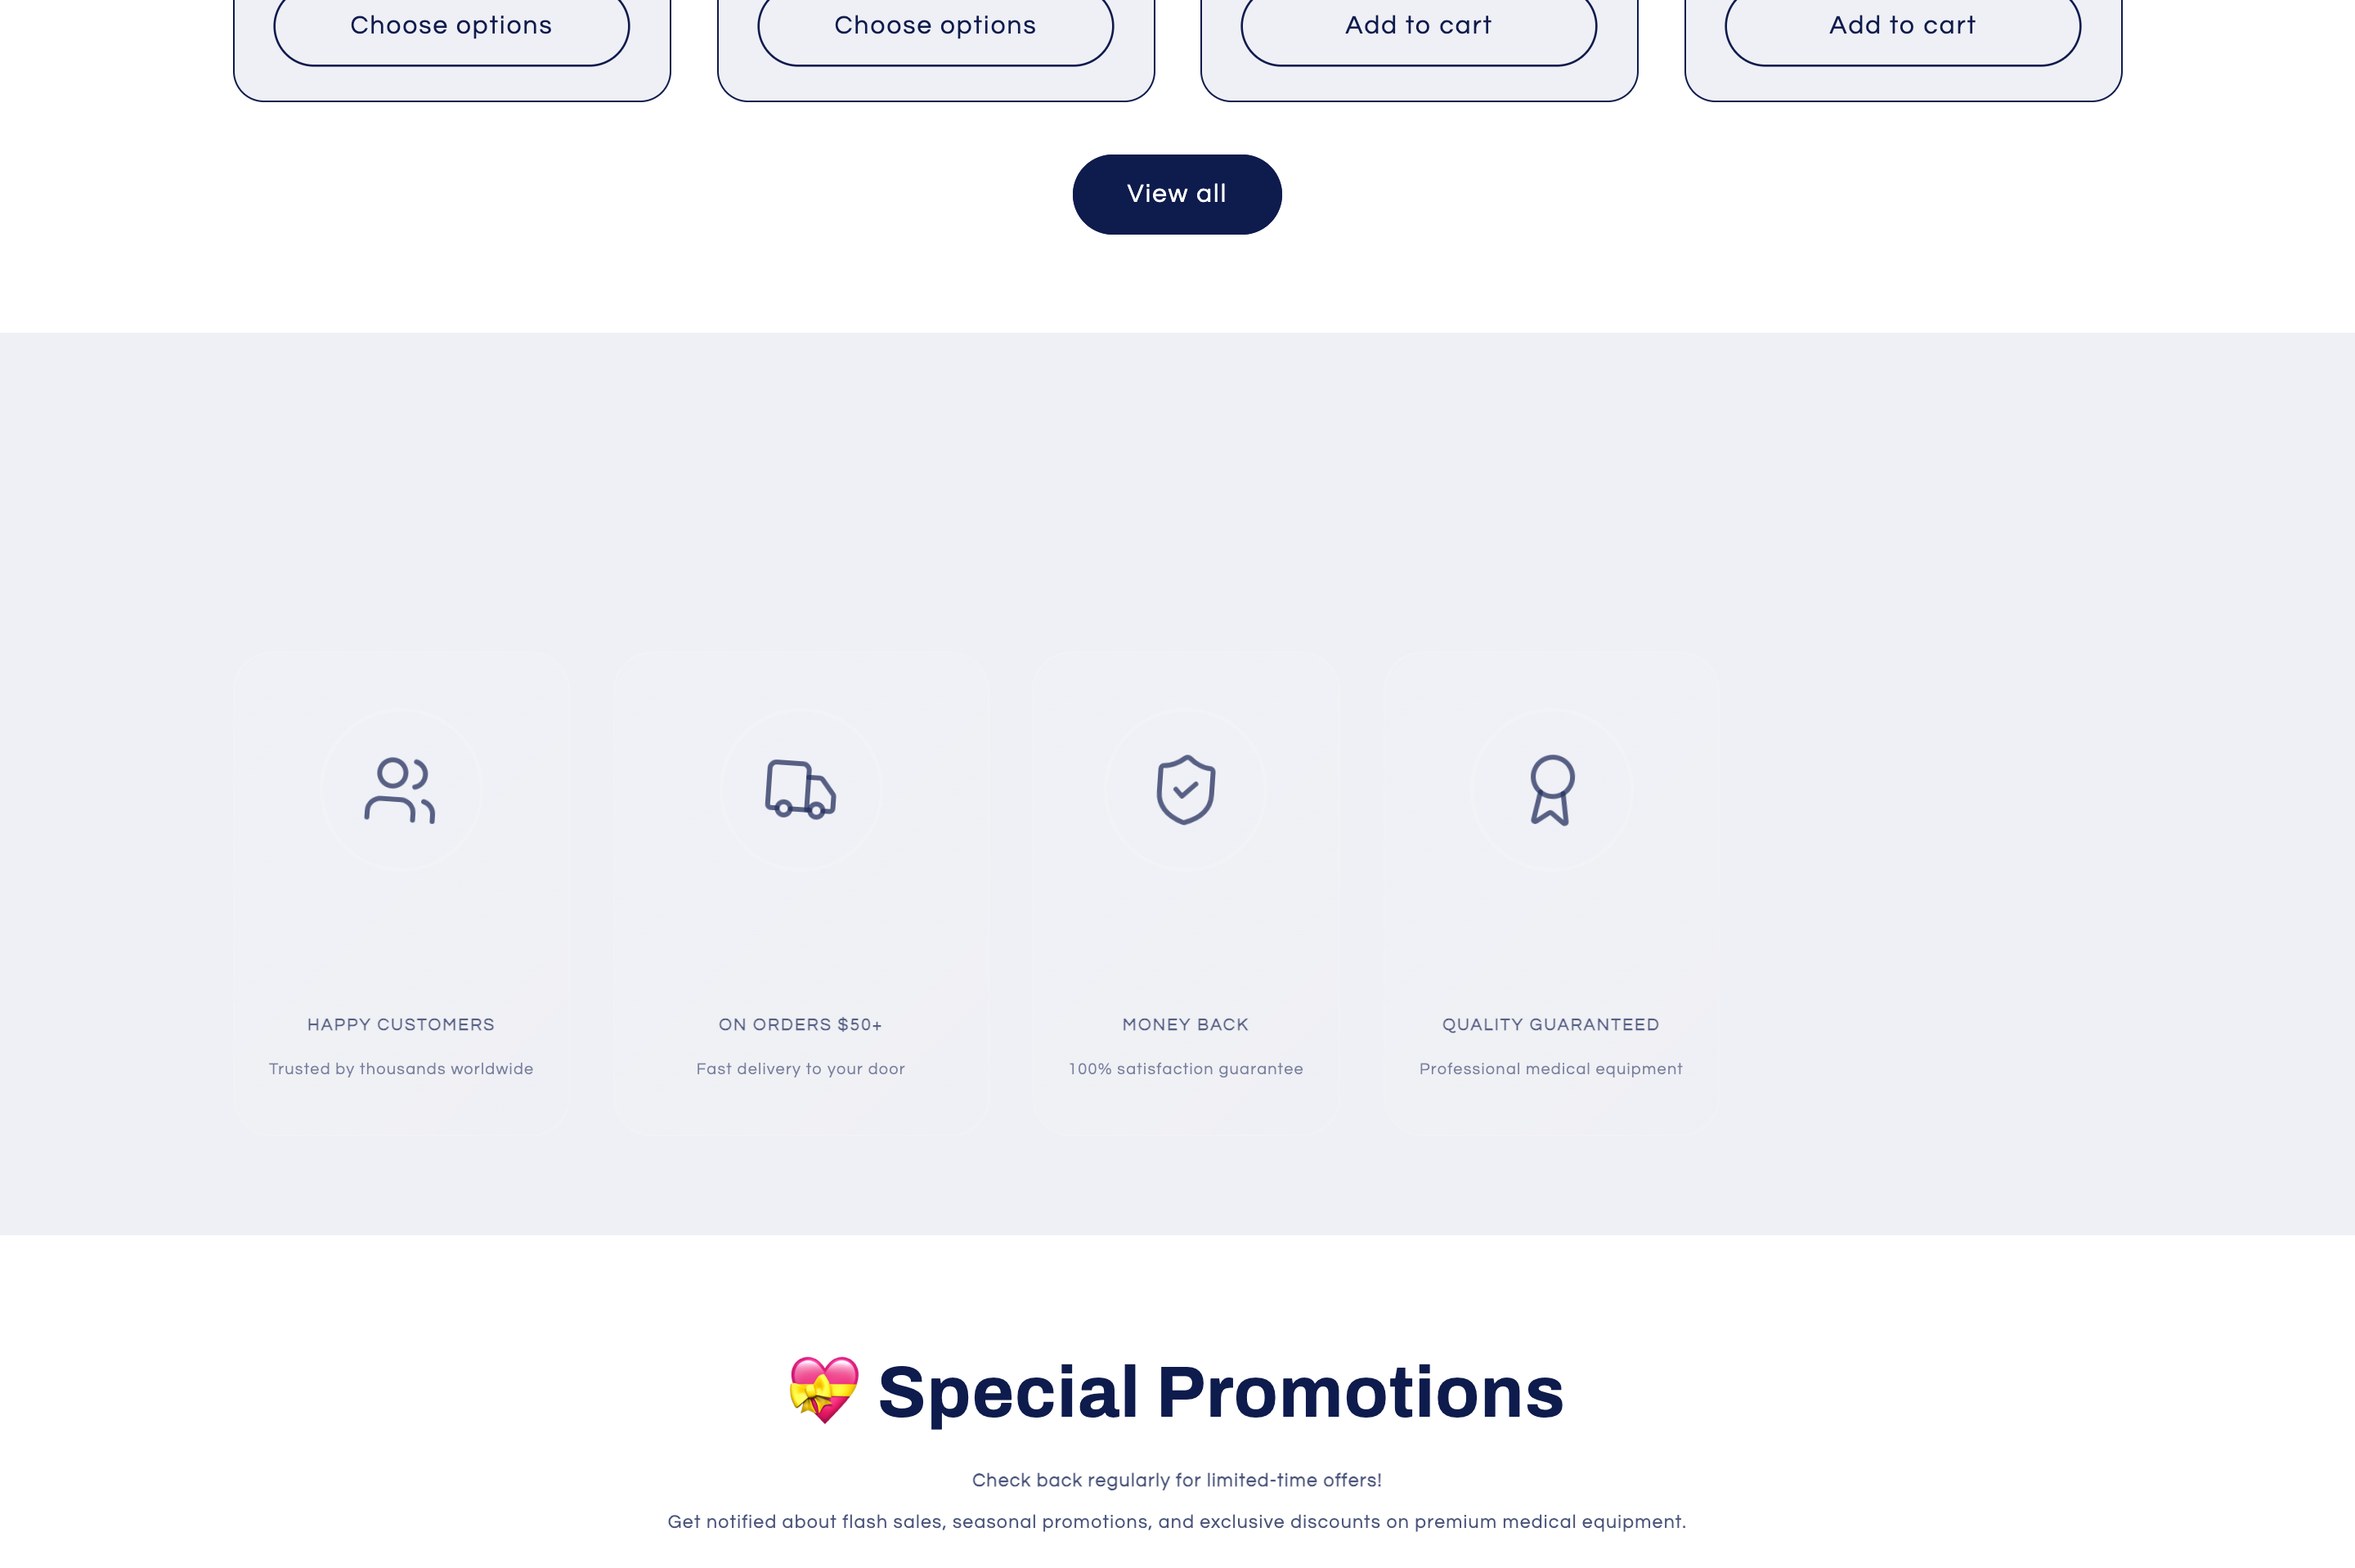 Choose options
Choose options
Add to cart
Add to cart
View all
HAPPY CUSTOMERS
Trusted by thousands worldwide
ON ORDERS $50+
Fast delivery to your door
MONEY BACK
100% satisfaction guarantee
QUALITY GUARANTEED
Professional medical equipment
💝 Special Promotions
Check back regularly for limited-time offers!
Get notified about flash sales, seasonal promotions, and exclusive discounts on premium medical equipment.